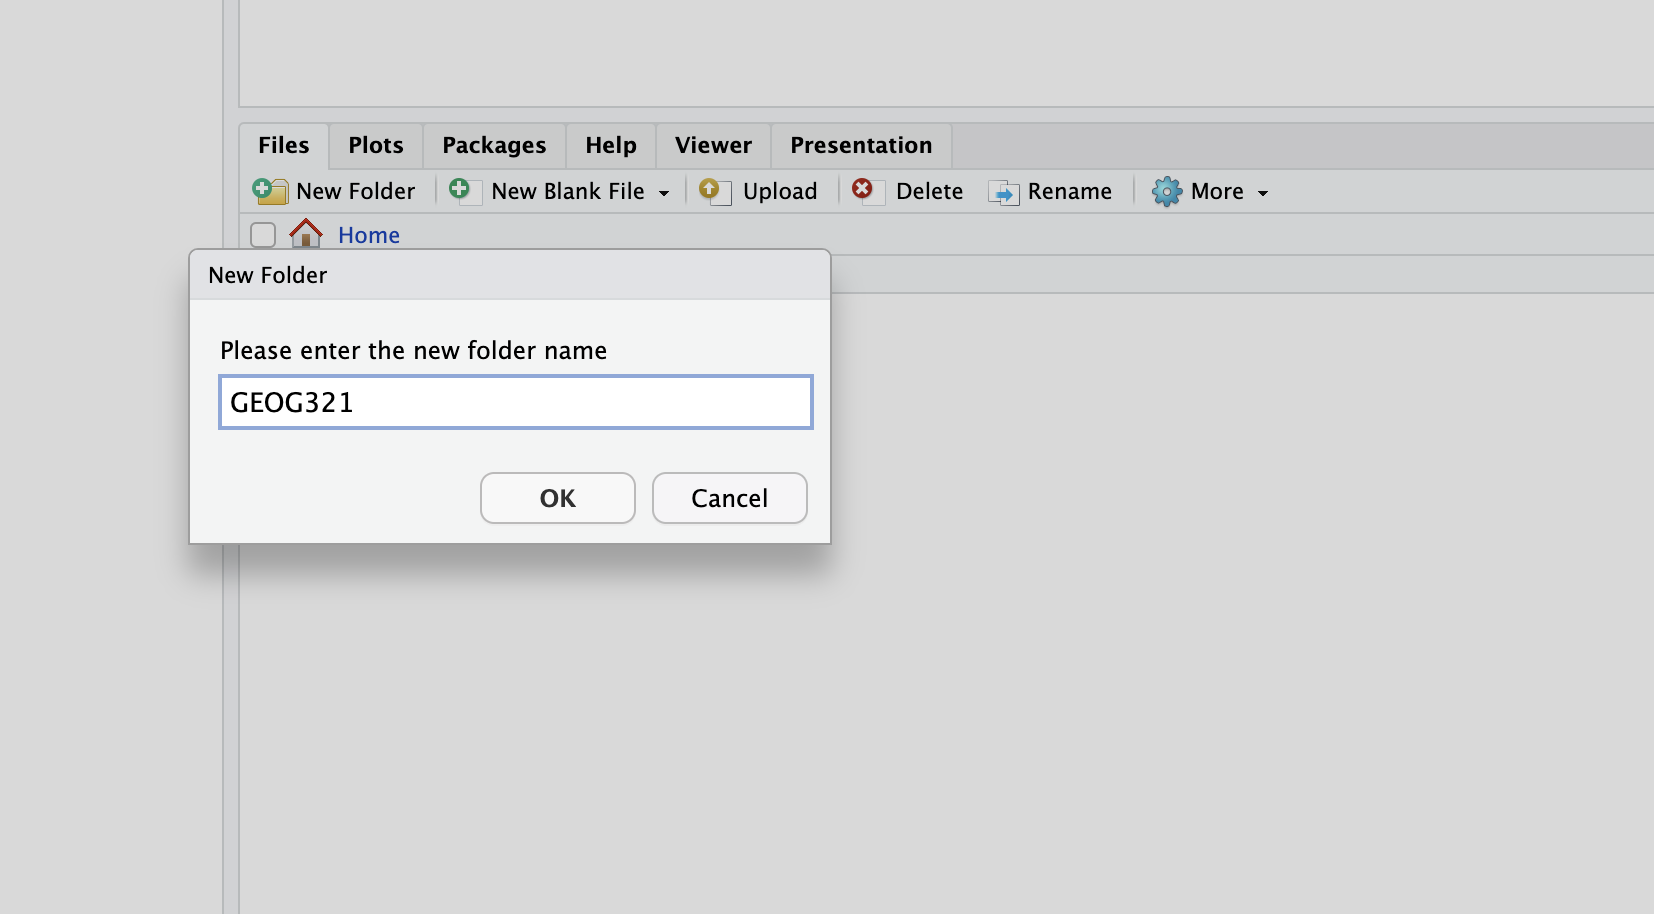 Files Plots Packages Help Viewer Presentation
New Folder New Blank File Upload Delete Rename More
Home
New Folder
Please enter the new folder name
GEOG321
OK Cancel